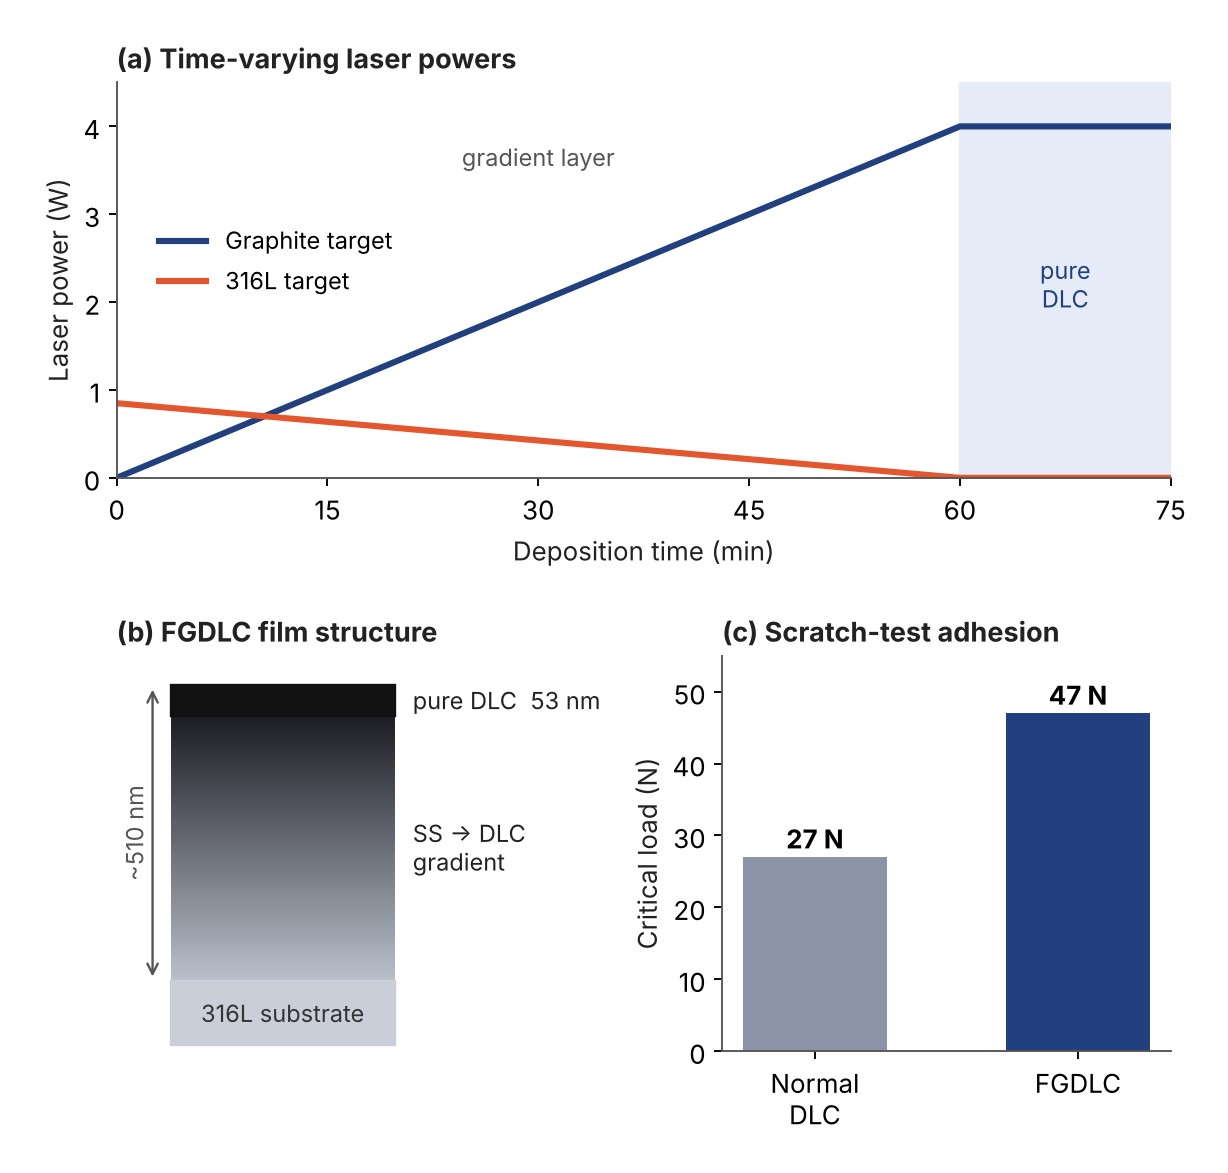 (a) Time-varying laser powers
Laser power (W)
4
3
2
1
0
gradient layer
Graphite target
316L target
pure
DLC
0 15 30 45 60 75
Deposition time (min)
(b) FGDLC film structure
~510 nm
pure DLC 53 nm
SS → DLC
gradient
316L substrate
(c) Scratch-test adhesion
Critical load (N)
50
40
30
20
10
0
27 N
47 N
Normal
DLC
FGDLC